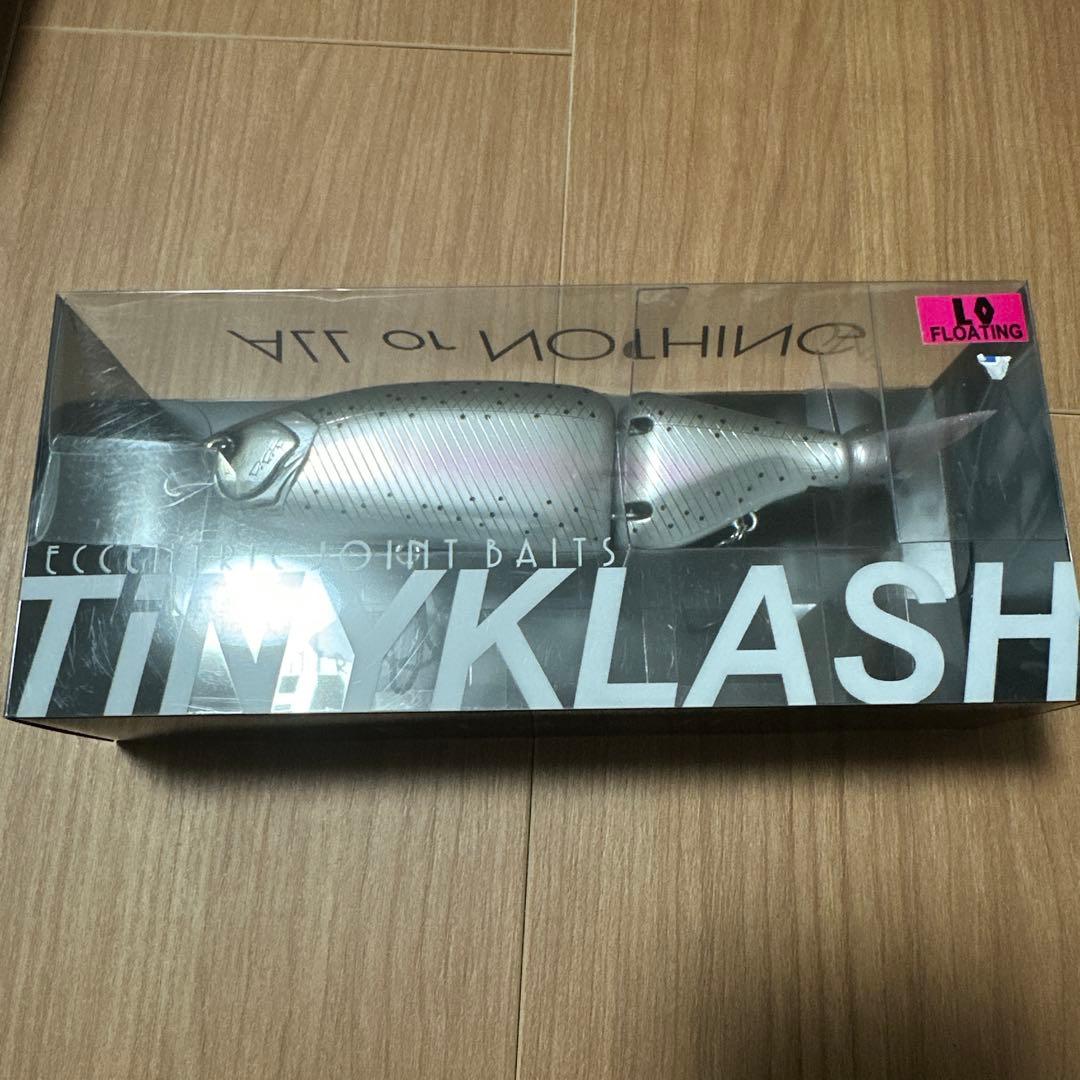 ALL or NOTHING
LO
FLOATING
ECCENTRIC JOINT BAITS
TiNYKLASH